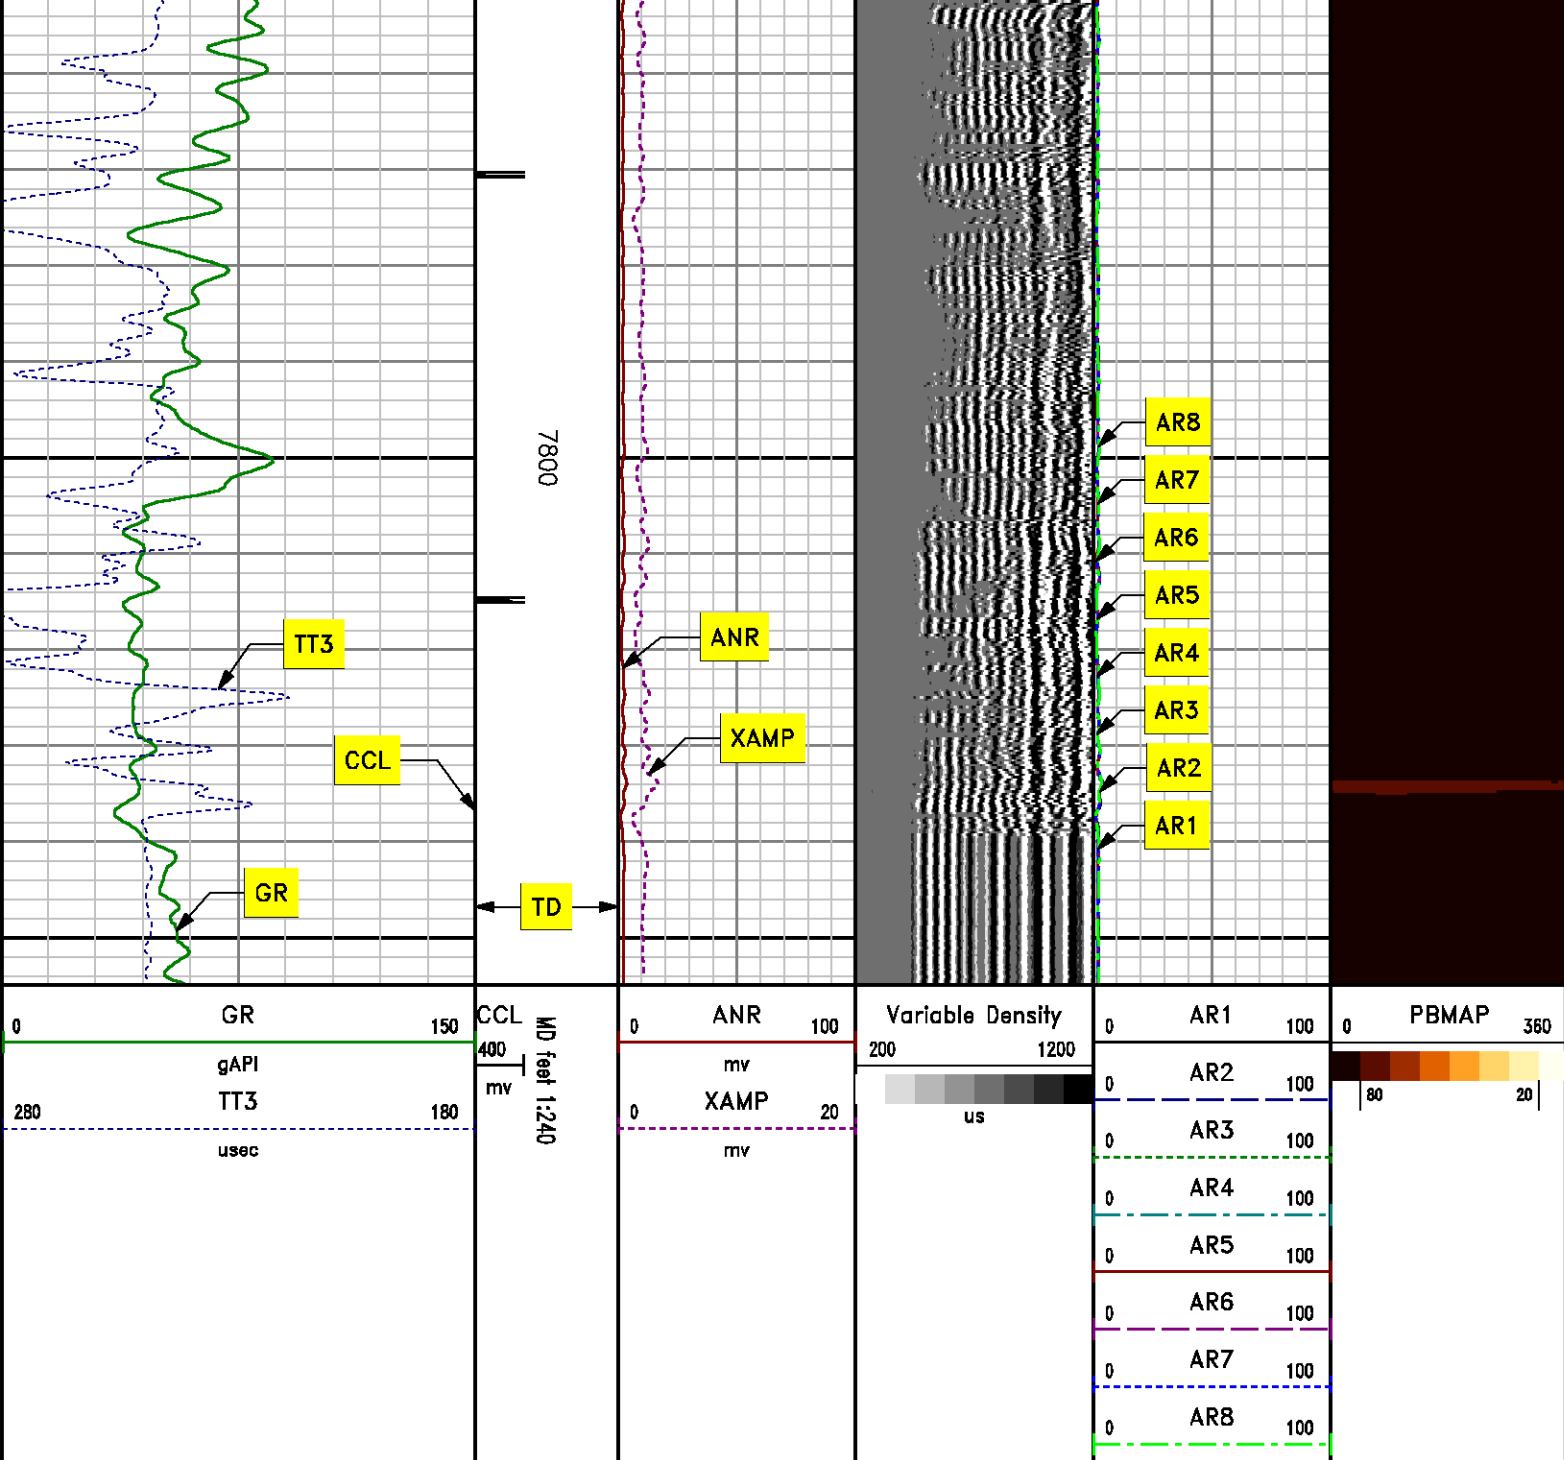 AR8
7800
AR7
AR6
AR5
TT3
ANR
AR4
AR3
XAMP
CCL
AR2
AR1
GR
TD
0 GR 150
gAPI
280 TT3 180
usec
CCL
400
mv
MD feet 1:240
0 ANR 100
mv
0 XAMP 20
mv
Variable Density
200 1200
us
0 AR1 100
0 AR2 100
0 AR3 100
0 AR4 100
0 AR5 100
0 AR6 100
0 AR7 100
0 AR8 100
0 PBMAP 360
80 20